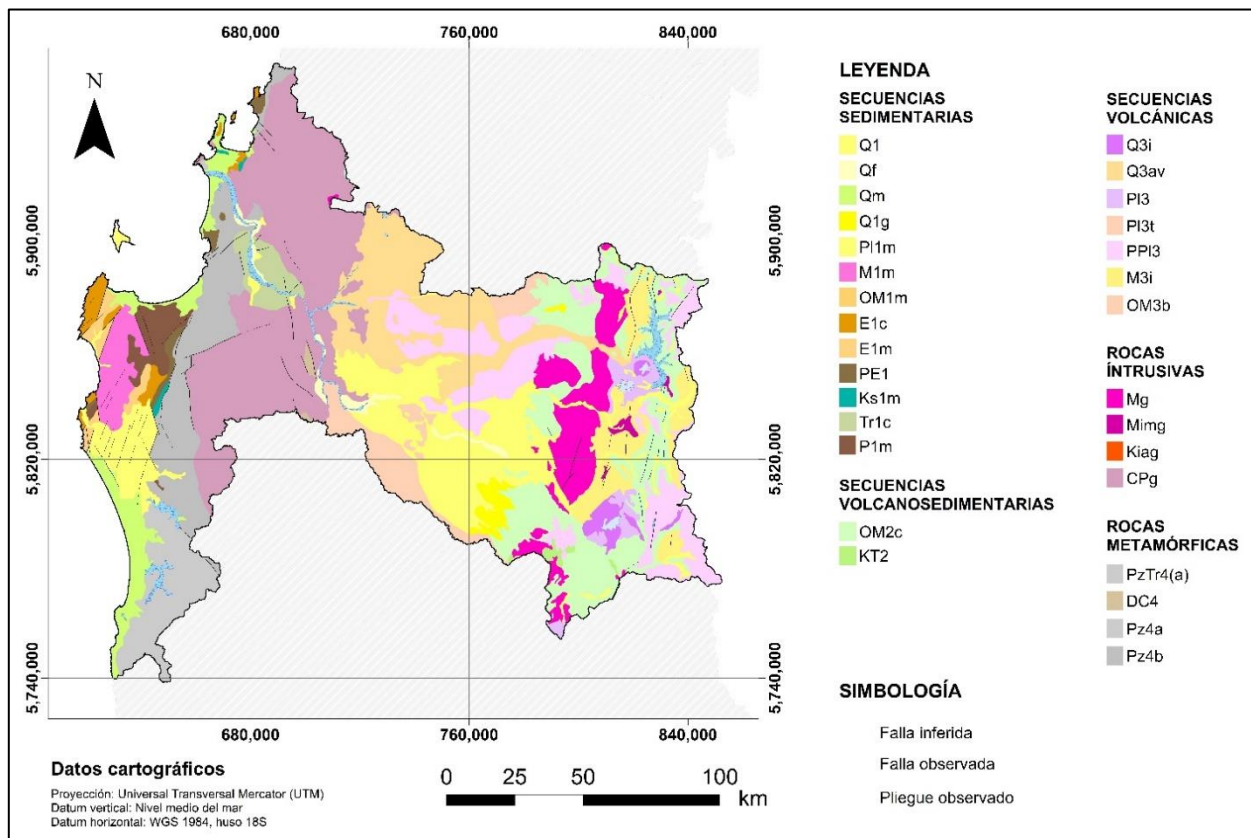 680,000
760,000
840,000
N
5,900,000
5,820,000
5,740,000
5,900,000
5,820,000
5,740,000
680,000
760,000
840,000
LEYENDA
SECUENCIAS
SEDIMENTARIAS
Q1
Qf
Qm
Q1g
Pl1m
M1m
OM1m
E1c
E1m
PE1
Ks1m
Tr1c
P1m
SECUENCIAS
VOLCANOSEDIMENTARIAS
OM2c
KT2
SECUENCIAS
VOLCÁNICAS
Q3i
Q3av
Pl3
Pl3t
PPl3
M3i
OM3b
ROCAS
ÍNTRUSIVAS
Mg
Mimg
Kiag
CPg
ROCAS
METAMÓRFICAS
PzTr4(a)
DC4
Pz4a
Pz4b
SIMBOLOGÍA
Falla inferida
Falla observada
Pliegue observado
Datos cartográficos
Proyección: Universal Transversal Mercator (UTM)
Datum vertical: Nivel medio del mar
Datum horizontal: WGS 1984, huso 18S
0 25 50 100
km